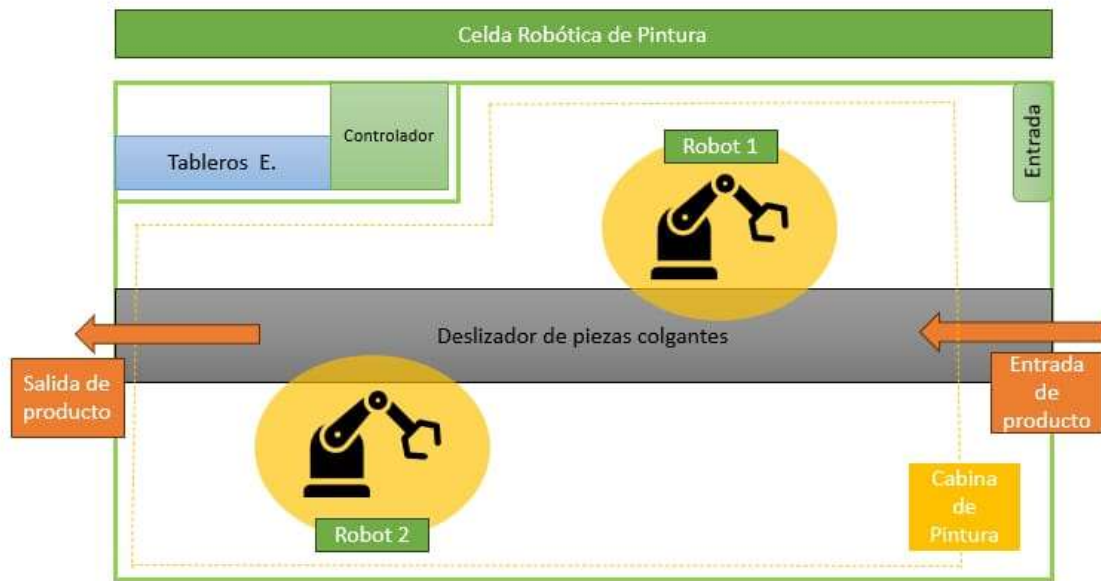 Celda Robótica de Pintura
Controlador
Tableros E.
Robot 1
Entrada
Deslizador de piezas colgantes
Salida de
producto
Entrada
de
producto
Robot 2
Cabina
de
Pintura